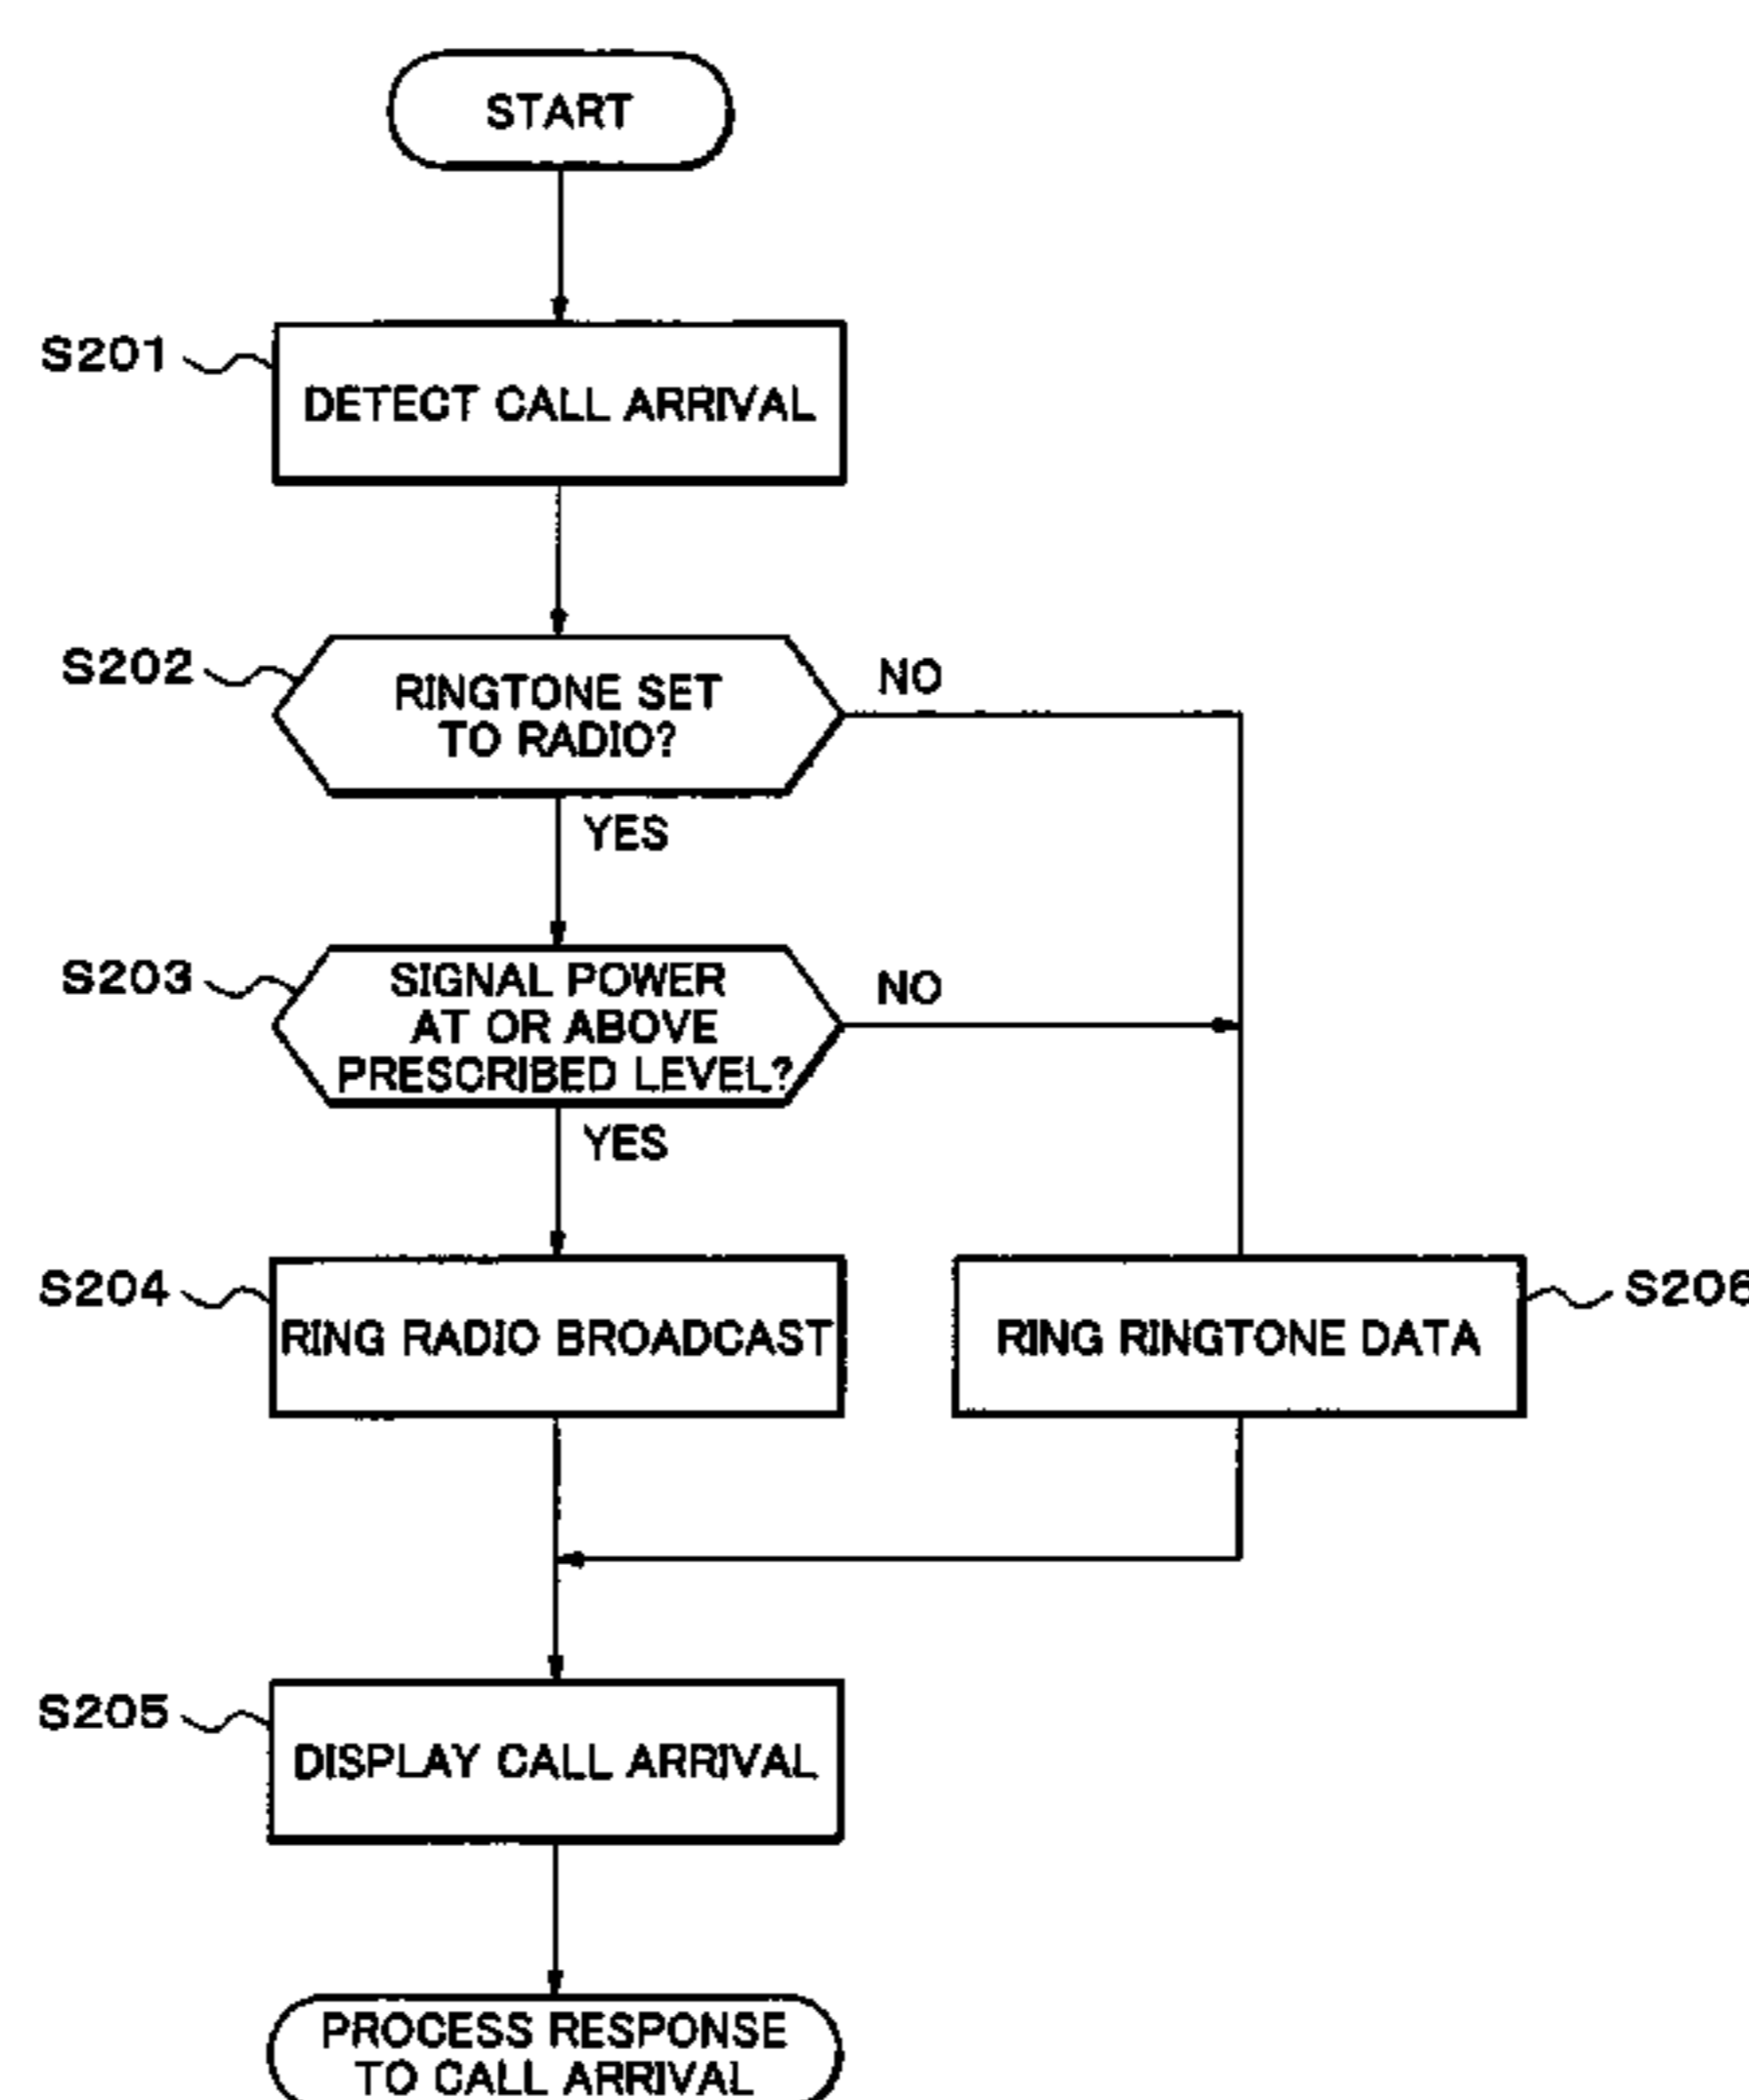 START
S201
DETECT CALL ARRIVAL
S202
RINGTONE SET
TO RADIO?
NO
YES
S203
SIGNAL POWER
AT OR ABOVE
PRESCRIBED LEVEL?
NO
YES
S204
RING RADIO BROADCAST
RING RINGTONE DATA
S206
S205
DISPLAY CALL ARRIVAL
PROCESS RESPONSE
TO CALL ARRIVAL